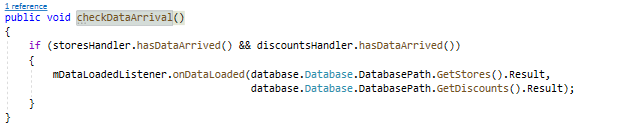 1 reference
public void checkDataArrival()
{
if (storesHandler.hasDataArrived() && discountsHandler.hasDataArrived())
{
mDataLoadedListener.onDataLoaded(database.Database.DatabasePath.GetStores().Result,
database.Database.DatabasePath.GetDiscounts().Result);
}
}